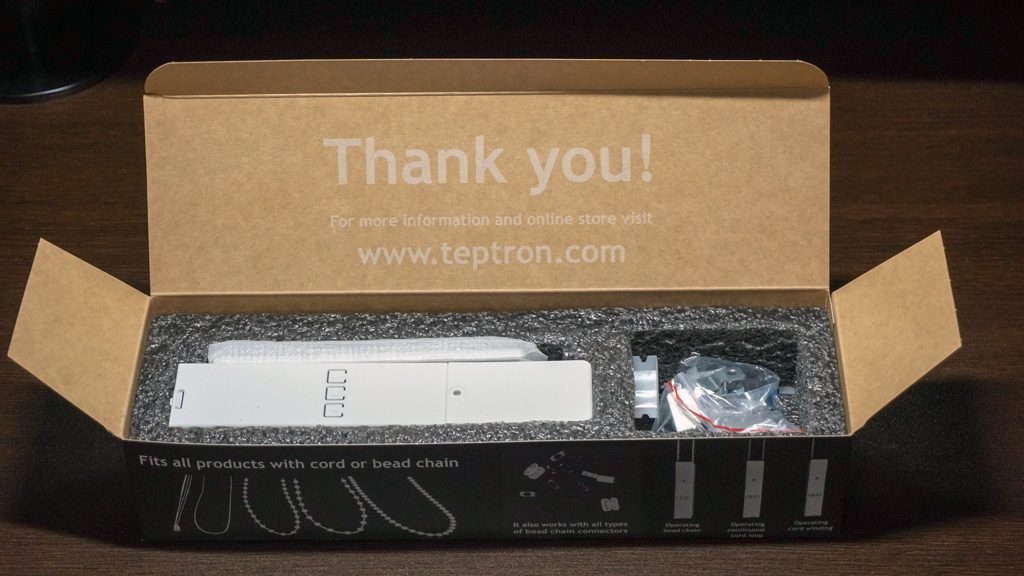 Thank you!
For more information and online store visit
www.teptron.com
Fits all products with cord or bead chain
It also works with all types
of bead chain connectors
Operating
bead chain
Operating
continuous
cord loop
Operating
cord winding